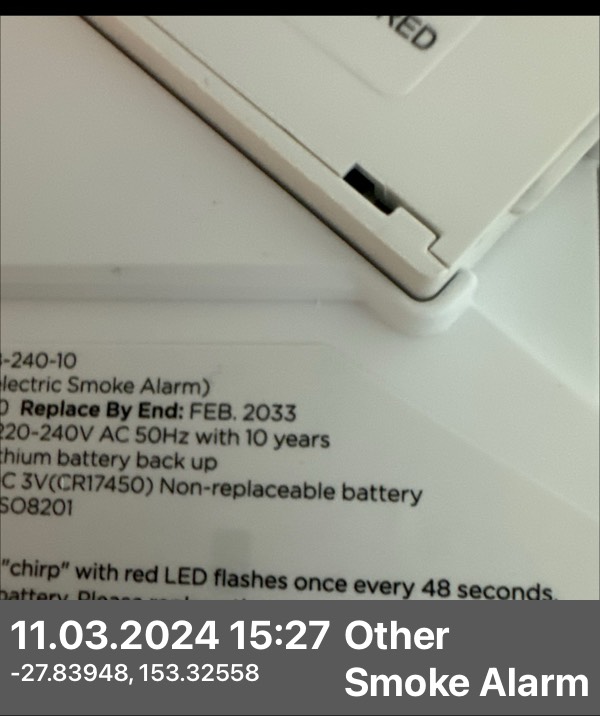 RED
-240-10
lectric Smoke Alarm)
Replace By End: FEB. 2033
220-240V AC 50Hz with 10 years
thium battery back up
C 3V(CR17450) Non-replaceable battery
SO8201
"chirp" with red LED flashes once every 48 seconds.
battery. Please
11.03.2024 15:27 Other
-27.83948, 153.32558
Smoke Alarm